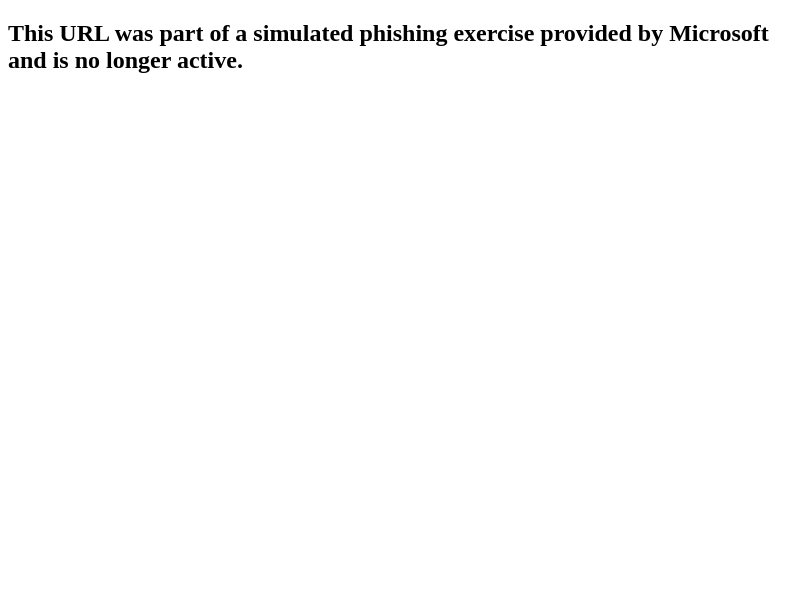 This URL was part of a simulated phishing exercise provided by Microsoft
and is no longer active.